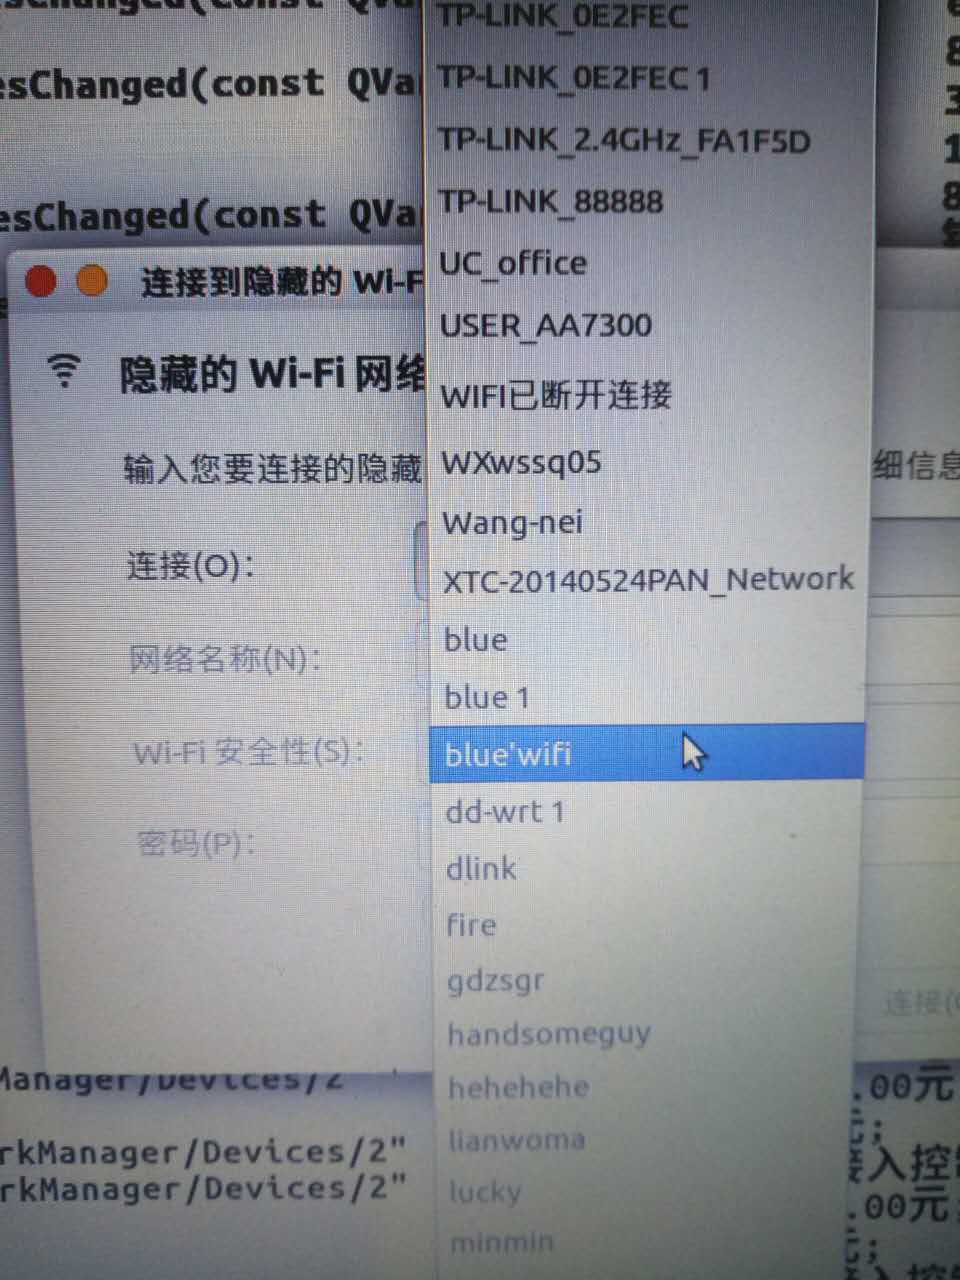 esChanged(const QVa
esChanged(const QVa
连接到隐藏的 Wi-F
隐藏的 Wi-Fi 网络
输入您要连接的隐藏
细信息
连接(O):
网络名称(N):
Wi-Fi 安全性(S):
密码(P):
连接(
TP-LINK_0E2FEC
TP-LINK_0E2FEC 1
TP-LINK_2.4GHz_FA1F5D
TP-LINK_88888
UC_office
USER_AA7300
WIFI已断开连接
WXwssq05
Wang-nei
XTC-20140524PAN_Network
blue
blue 1
blue'wifi
dd-wrt 1
dlink
fire
gdzsgr
handsomeguy
hehehehe
lianwoma
lucky
minmin
Manager/Devices/2
rkManager/Devices/2"
rkManager/Devices/2"
.00元
入控
.00元